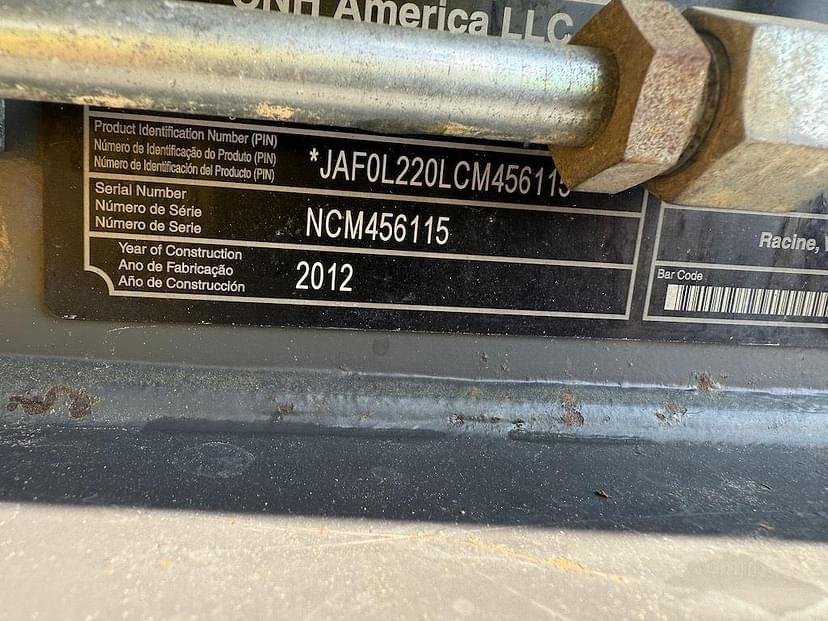 CNH America LLC
Product Identification Number (PIN)
Número de Identificação do Produto (PIN)
Número de Identificación del Producto (PIN)
*JAF0L220LCM456115
Serial Number
Número de Série
Número de Serie
NCM456115
Year of Construction
Ano de Fabricação
Año de Construcción
2012
Racine,
Bar Code